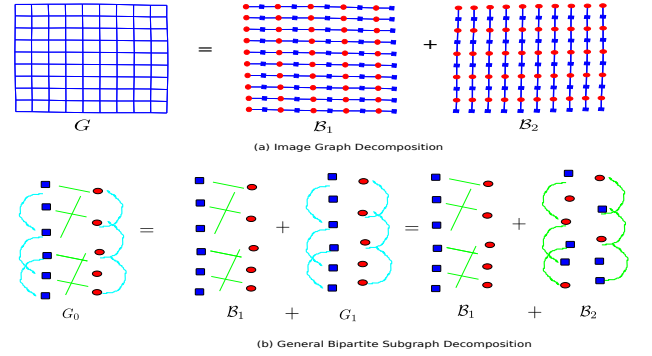 = +
G B₁ B₂
(a) Image Graph Decomposition
= + = +
G₀ B₁ + G₁ B₁ + B₂
(b) General Bipartite Subgraph Decomposition